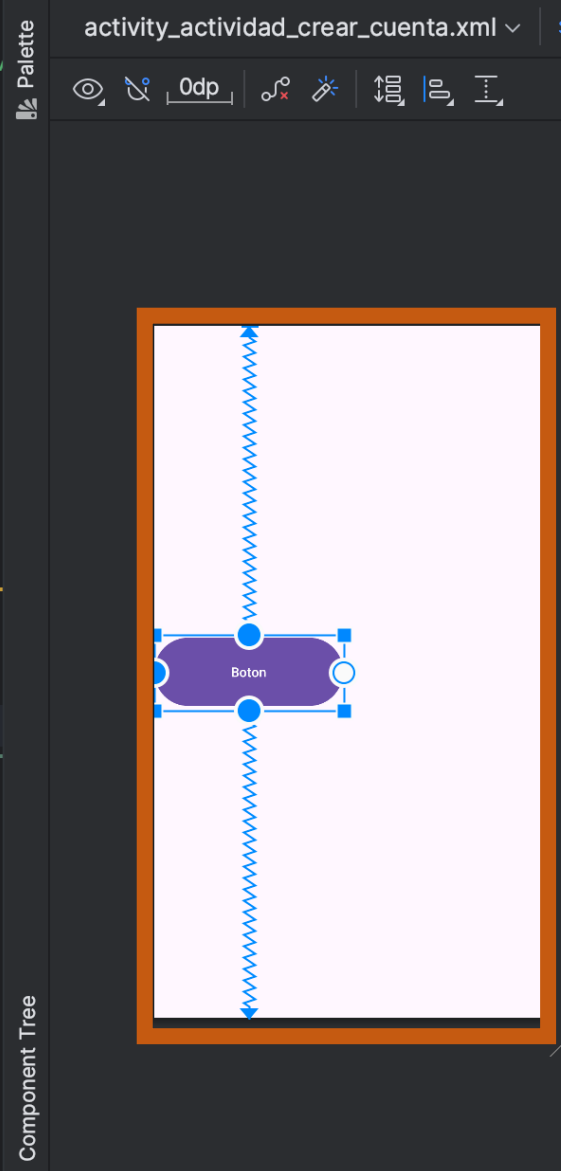 activity_actividad_crear_cuenta.xml
Palette
0dp
Boton
Component Tree